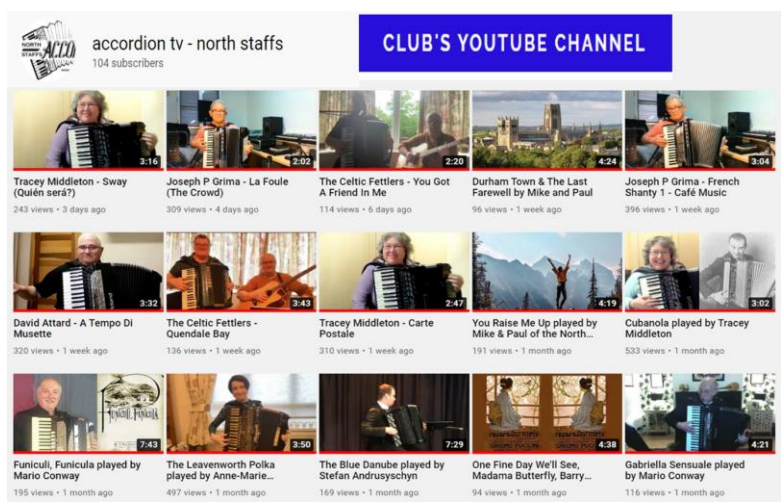 NORTH
STAFFS
ACCO
accordion tv - north staffs
104 subscribers
CLUB'S YOUTUBE CHANNEL
3:16
2:02
2:20
4:24
3:04
Tracey Middleton - Sway
(Quién será?)
243 views • 3 days ago
Joseph P Grima - La Foule
(The Crowd)
309 views • 4 days ago
The Celtic Fettlers - You Got
A Friend In Me
114 views • 6 days ago
Durham Town & The Last
Farewell by Mike and Paul
96 views • 1 week ago
Joseph P Grima - French
Shanty 1 - Café Music
396 views • 1 week ago
3:32
3:43
2:47
4:19
3:02
David Attard - A Tempo Di
Musette
320 views • 1 week ago
The Celtic Fettlers -
Quendale Bay
136 views • 1 week ago
Tracey Middleton - Carte
Postale
310 views • 1 week ago
You Raise Me Up played by
Mike & Paul of the North...
191 views • 1 month ago
Cubanola played by Tracey
Middleton
533 views • 1 month ago
FUNICULI, FUNICULA
7:43
3:50
7:29
4:38
4:21
Funiculi, Funicula played by
Mario Conway
195 views • 1 month ago
The Leavenworth Polka
played by Anne-Marie...
497 views • 1 month ago
The Blue Danube played by
Stefan Andrusyschyn
169 views • 1 month ago
One Fine Day We'll See,
Madama Butterfly, Barry...
94 views • 1 month ago
Gabriella Sensuale played
by Mario Conway
116 views • 1 month ago